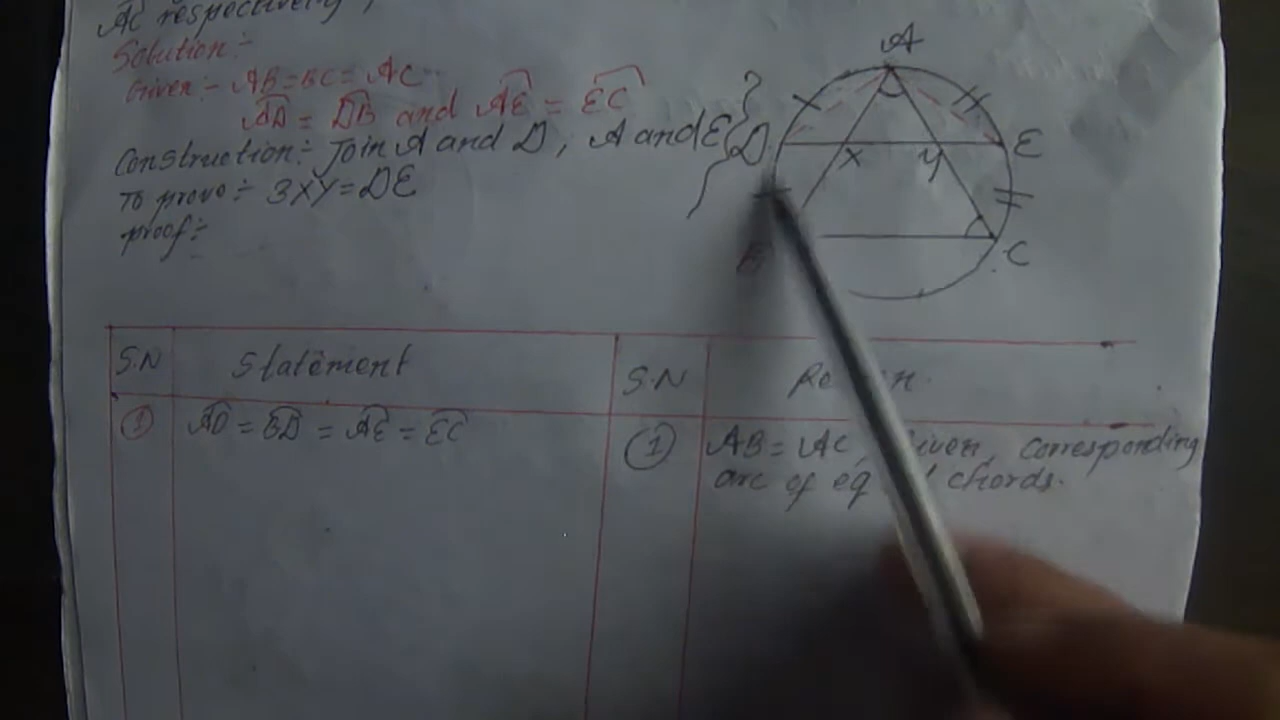 AC respectively,
Solution:-
Given:- AB=BC=AC
AD = DB and AE = EC
Construction:- Join A and D, A and E
To prove:- 3XY=DE
proof:-
A
D
E
X
Y
B
C
S.N Statement S.N
① AD = BD = AE = EC
① AB = AC, Given, corresponding
arc of chords.